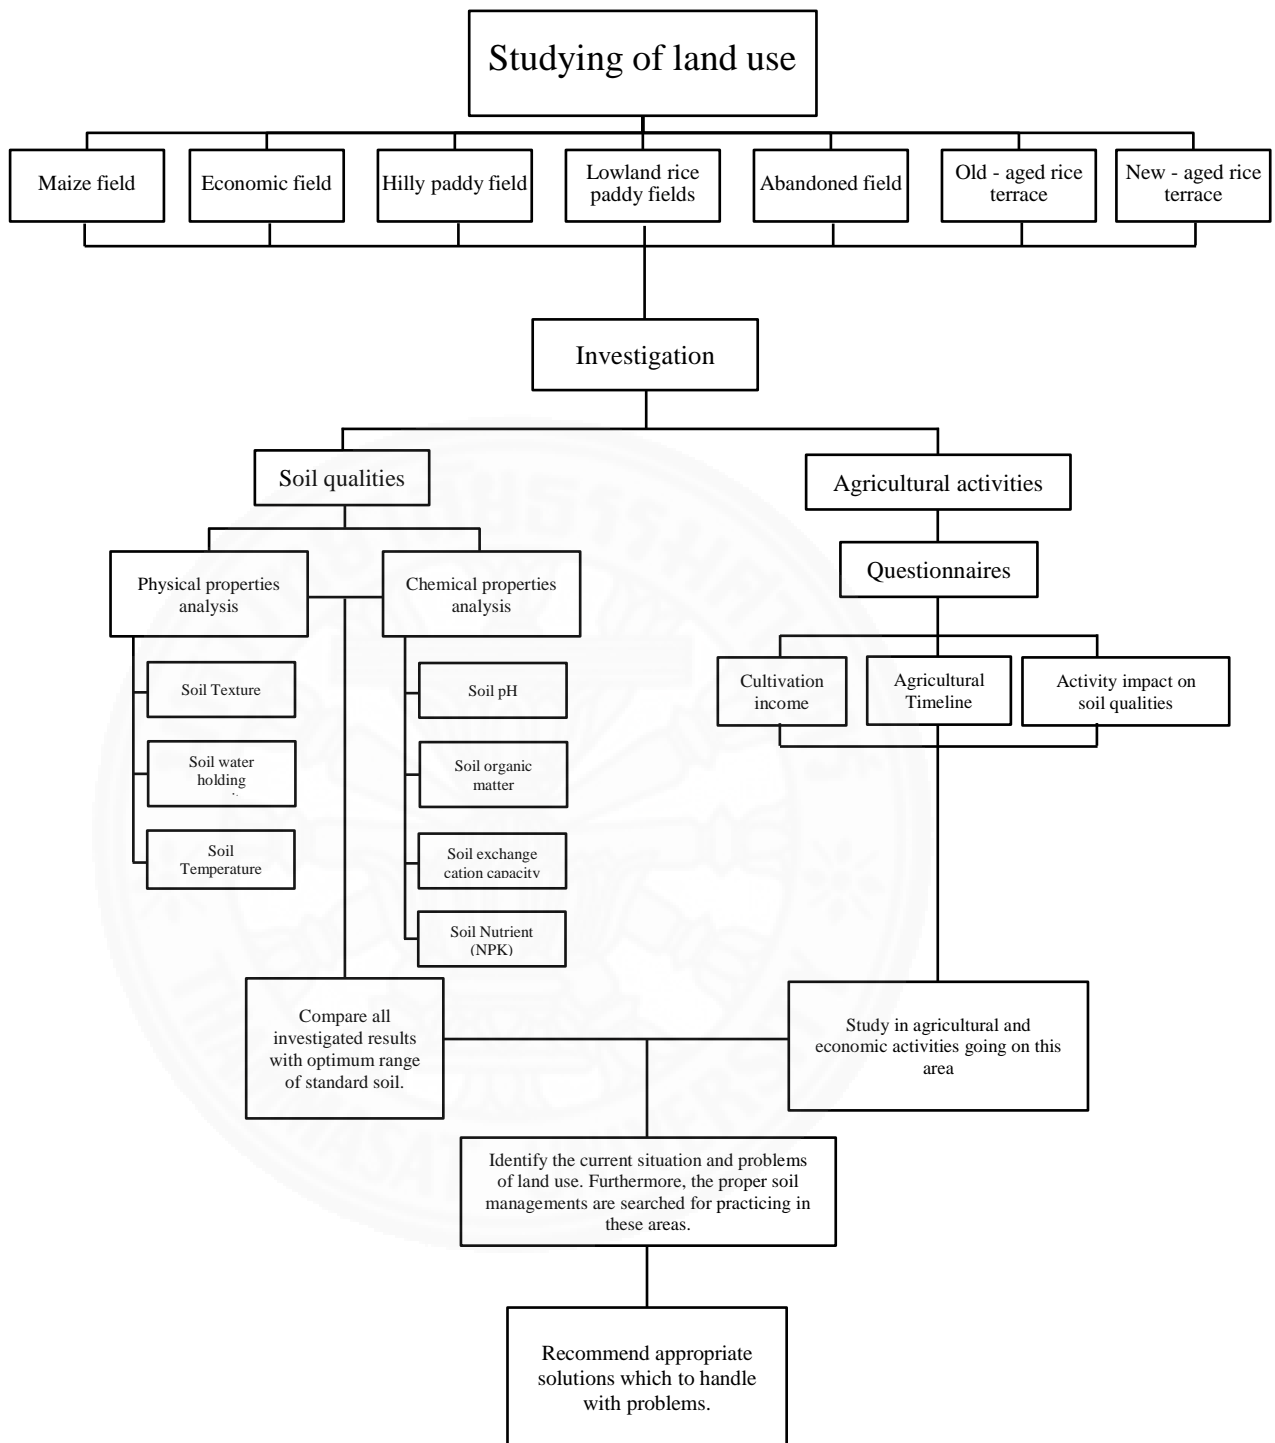 Studying of land use
Maize field
Economic field
Hilly paddy field
Lowland rice
paddy fields
Abandoned field
Old - aged rice
terrace
New - aged rice
terrace
Investigation
Soil qualities
Agricultural activities
Physical properties
analysis
Chemical properties
analysis
Questionnaires
Soil Texture
Soil water
holding
Soil
Temperature
Soil pH
Soil organic
matter
Soil exchange
cation capacity
Soil Nutrient
(NPK)
Cultivation
income
Agricultural
Timeline
Activity impact on
soil qualities
Compare all
investigated results
with optimum range
of standard soil.
Study in agricultural and
economic activities going on this
area
Identify the current situation and problems
of land use. Furthermore, the proper soil
managements are searched for practicing in
these areas.
Recommend appropriate
solutions which to handle
with problems.